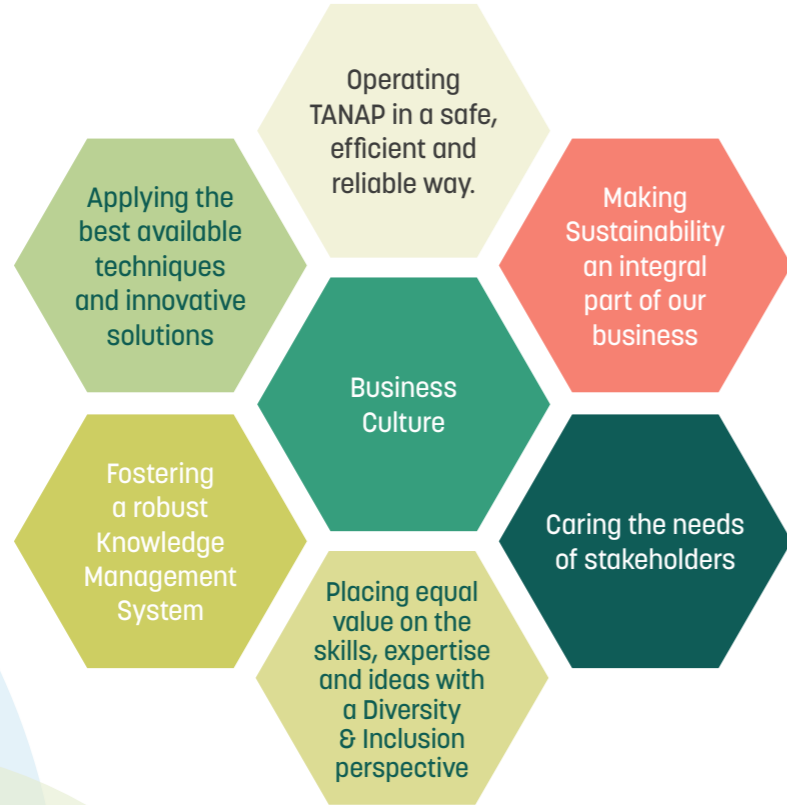 Operating
TANAP in a safe,
efficient and
reliable way.
Applying the
best available
techniques
and innovative
solutions
Making
Sustainability
an integral
part of our
business
Business
Culture
Fostering
a robust
Knowledge
Management
System
Caring the needs
of stakeholders
Placing equal
value on the
skills, expertise
and ideas with
a Diversity
& Inclusion
perspective